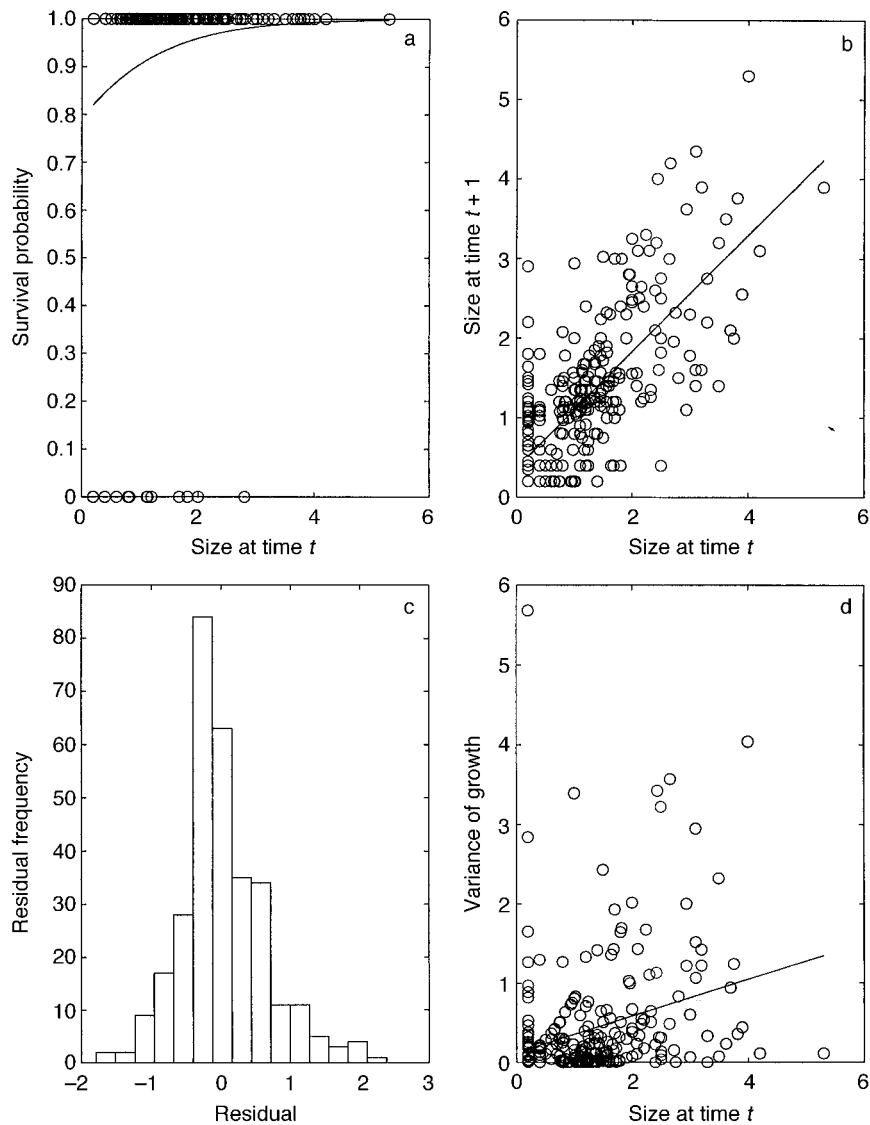 a
1.0
0.9
0.8
0.7
0.6
0.5
0.4
0.3
0.2
0.1
0
Survival probability
0 2 4 6
Size at time t
b
6
5
4
3
2
1
0
Size at time t + 1
0 2 4 6
Size at time t
c
90
80
70
60
50
40
30
20
10
0
Residual frequency
−2 −1 0 1 2 3
Residual
d
6
5
4
3
2
1
0
Variance of growth
0 2 4 6
Size at time t